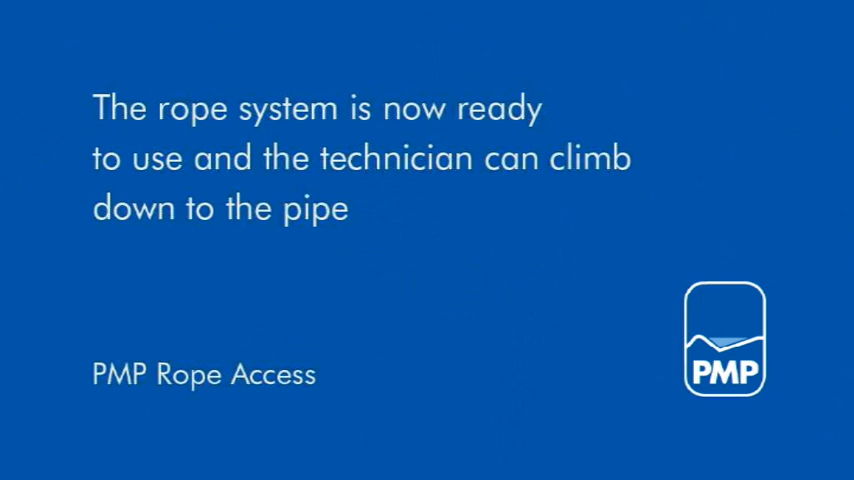 The rope system is now ready
to use and the technician can climb
down to the pipe
PMP Rope Access
PMP